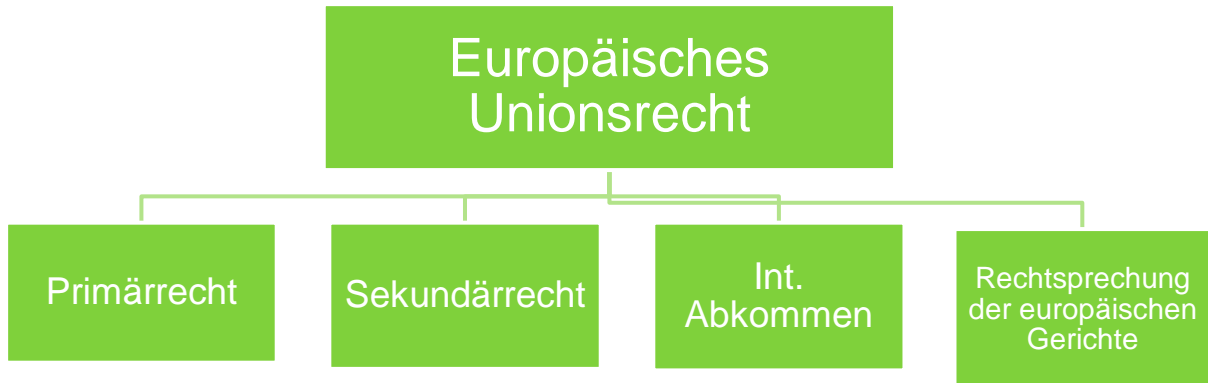 Europäisches
Unionsrecht
Primärrecht
Sekundärrecht
Int.
Abkommen
Rechtsprechung
der europäischen
Gerichte